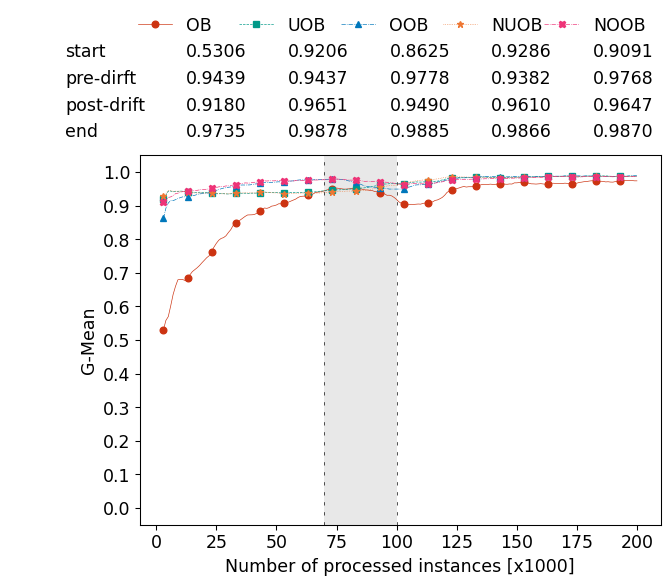 OB UOB OOB NUOB NOOB
start 0.5306 0.9206 0.8625 0.9286 0.9091
pre-dirft 0.9439 0.9437 0.9778 0.9382 0.9768
post-drift 0.9180 0.9651 0.9490 0.9610 0.9647
end 0.9735 0.9878 0.9885 0.9866 0.9870
1.0
0.9
0.8
0.7
0.6
0.5
0.4
0.3
0.2
0.1
0.0
G-Mean
0 25 50 75 100 125 150 175 200
Number of processed instances [x1000]